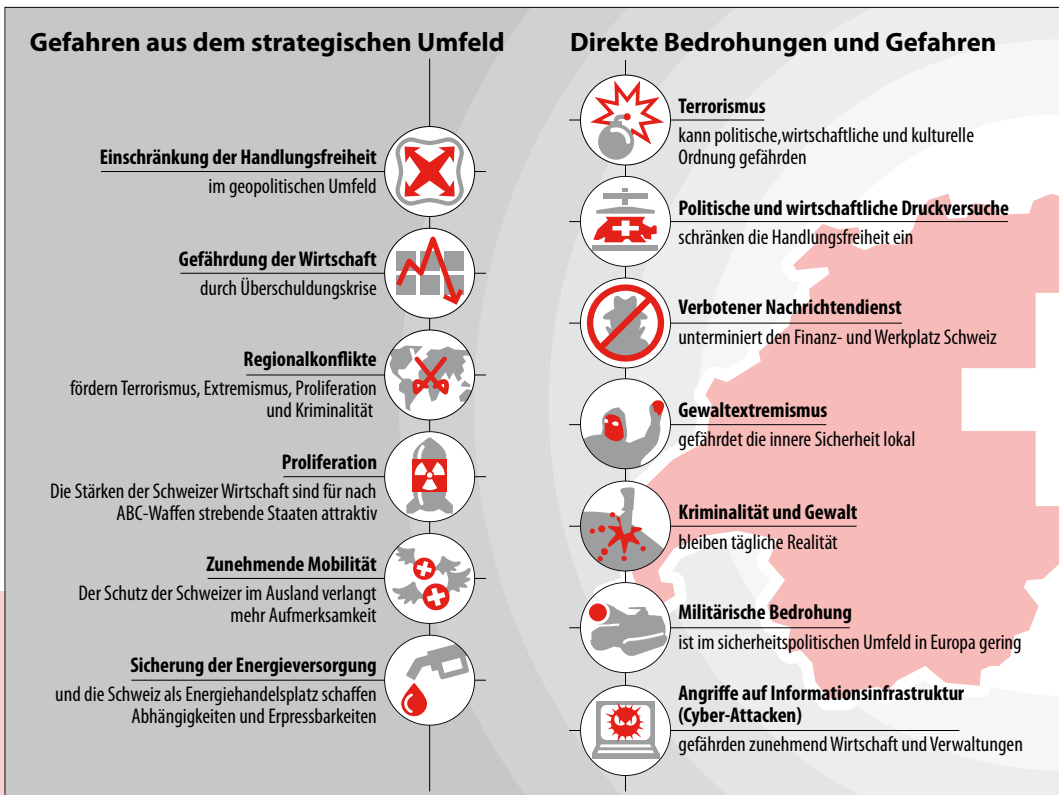 Gefahren aus dem strategischen Umfeld
Einschränkung der Handlungsfreiheit
im geopolitischen Umfeld
Gefährdung der Wirtschaft
durch Überschuldungskrise
Regionalkonflikte
fördern Terrorismus, Extremismus, Proliferation
und Kriminalität
Proliferation
Die Stärken der Schweizer Wirtschaft sind für nach
ABC-Waffen strebende Staaten attraktiv
Zunehmende Mobilität
Der Schutz der Schweizer im Ausland verlangt
mehr Aufmerksamkeit
Sicherung der Energieversorgung
und die Schweiz als Energiehandelsplatz schaffen
Abhängigkeiten und Erpressbarkeiten
Direkte Bedrohungen und Gefahren
Terrorismus
kann politische,wirtschaftliche und kulturelle
Ordnung gefährden
Politische und wirtschaftliche Druckversuche
schränken die Handlungsfreiheit ein
Verbotener Nachrichtendienst
unterminiert den Finanz- und Werkplatz Schweiz
Gewaltextremismus
gefährdet die innere Sicherheit lokal
Kriminalität und Gewalt
bleiben tägliche Realität
Militärische Bedrohung
ist im sicherheitspolitischen Umfeld in Europa gering
Angriffe auf Informationsinfrastruktur
(Cyber-Attacken)
gefährden zunehmend Wirtschaft und Verwaltungen